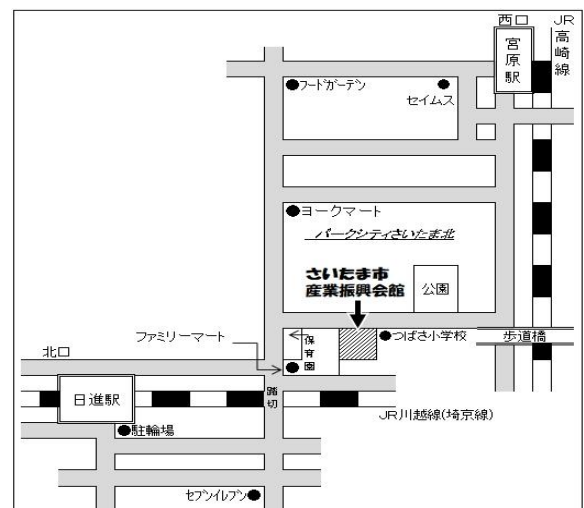 西口
JR高崎線
宮原駅
●フードガーデン
セイムス
●ヨークマート
パークシティさいたま北
さいたま市
産業振興会館
公園
ファミリーマート
保育園
●つばさ小学校
歩道橋
北口
日進駅
踏切
JR川越線(埼京線)
●駐輪場
セブンイレブン●